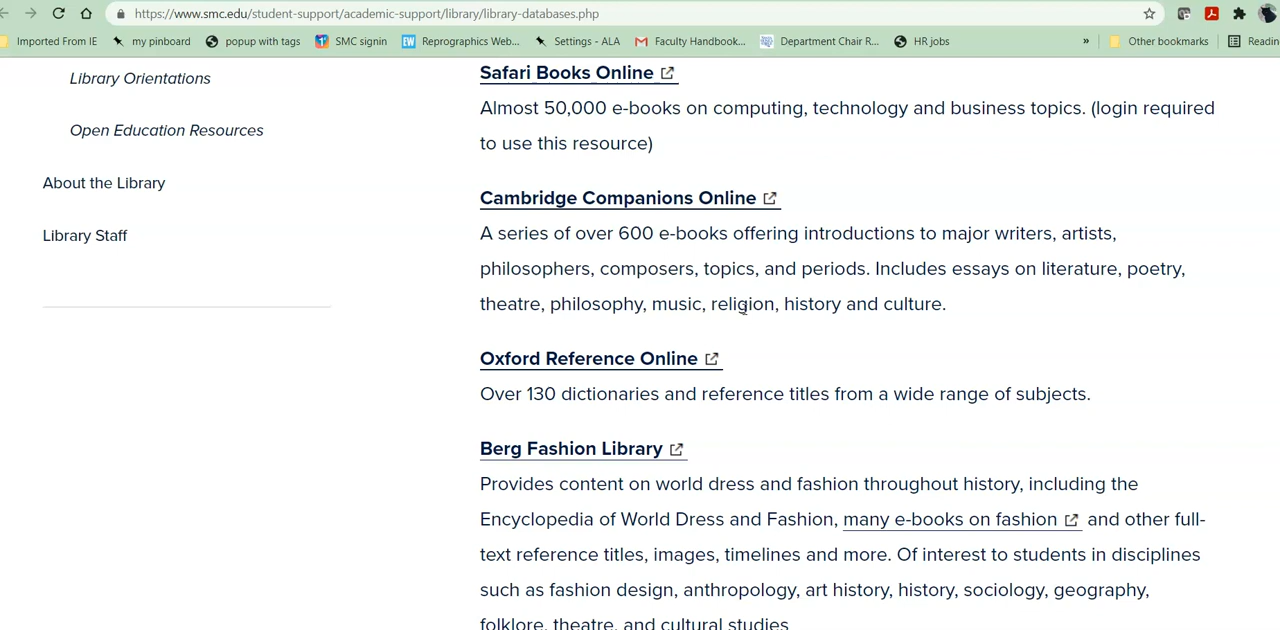 https://www.smc.edu/student-support/academic-support/library/library-databases.php
Imported From IE my pinboard popup with tags SMC signin Reprographics Web... Settings - ALA Faculty Handbook... Department Chair R... HR jobs » Other bookmarks Readin
Library Orientations
Open Education Resources
About the Library
Library Staff
Safari Books Online
Almost 50,000 e-books on computing, technology and business topics. (login required
to use this resource)
Cambridge Companions Online
A series of over 600 e-books offering introductions to major writers, artists,
philosophers, composers, topics, and periods. Includes essays on literature, poetry,
theatre, philosophy, music, religion, history and culture.
Oxford Reference Online
Over 130 dictionaries and reference titles from a wide range of subjects.
Berg Fashion Library
Provides content on world dress and fashion throughout history, including the
Encyclopedia of World Dress and Fashion, many e-books on fashion and other full-
text reference titles, images, timelines and more. Of interest to students in disciplines
such as fashion design, anthropology, art history, history, sociology, geography,
folklore, theatre, and cultural studies